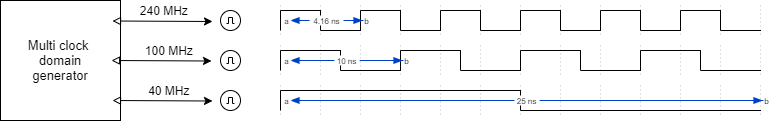 240 MHz
a 4.16 ns b
Multi clock
domain
generator
100 MHz
a 10 ns b
40 MHz
a 25 ns b